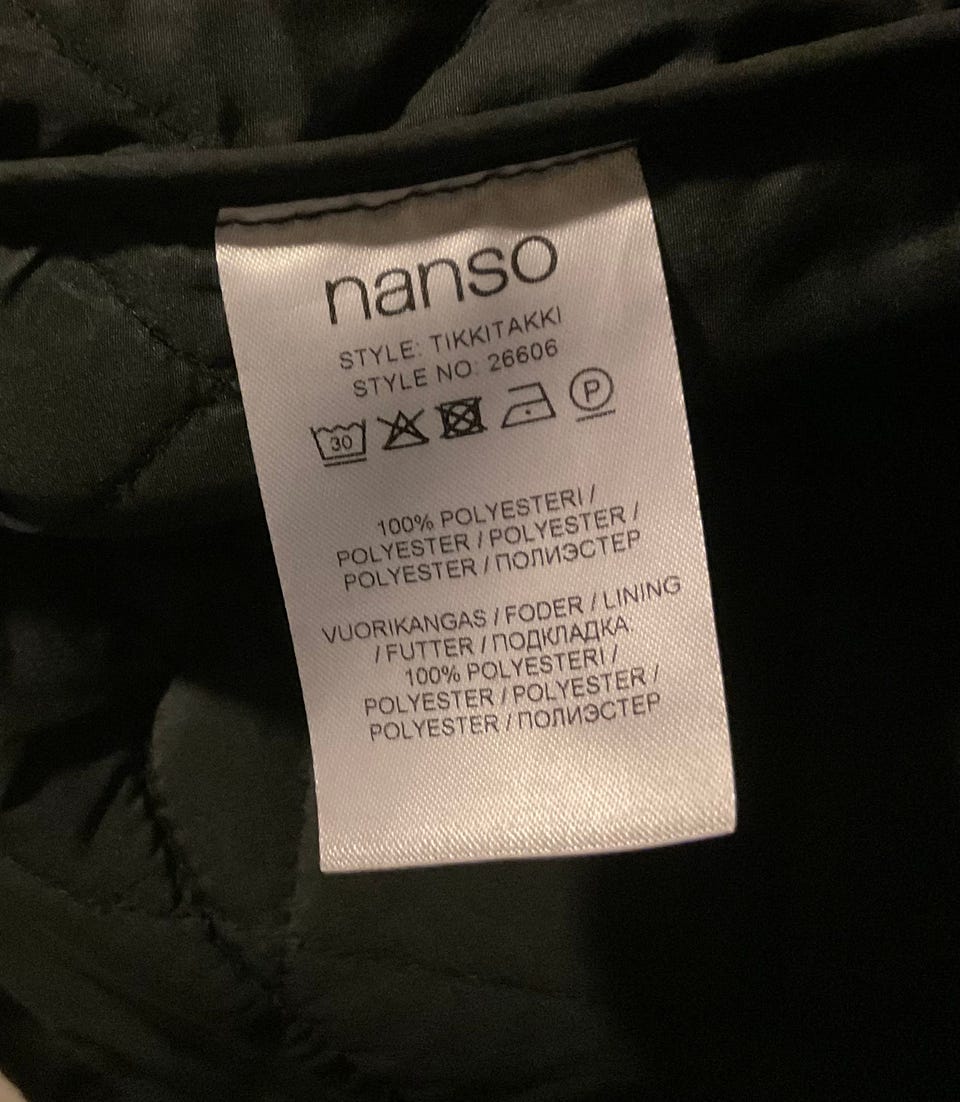 nanso
STYLE: TIKKITAKKI
STYLE NO: 26606
30 P
100% POLYESTERI /
POLYESTER / POLYESTER /
POLYESTER / ПОЛИЭСТЕР
VUORIKANGAS / FODER / LINING
/ FUTTER / ПОДКЛАДКА:
100% POLYESTERI /
POLYESTER / POLYESTER /
POLYESTER / ПОЛИЭСТЕР